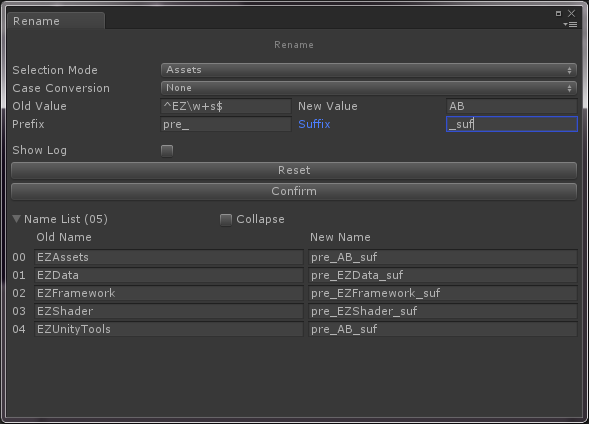 Rename
Rename
Selection Mode Assets
Case Conversion None
Old Value ^EZ\w+s$ New Value AB
Prefix pre_ Suffix _suf
Show Log
Reset
Confirm
Name List (05) Collapse
Old Name New Name
00 EZAssets pre_AB_suf
01 EZData pre_EZData_suf
02 EZFramework pre_EZFramework_suf
03 EZShader pre_EZShader_suf
04 EZUnityTools pre_AB_suf